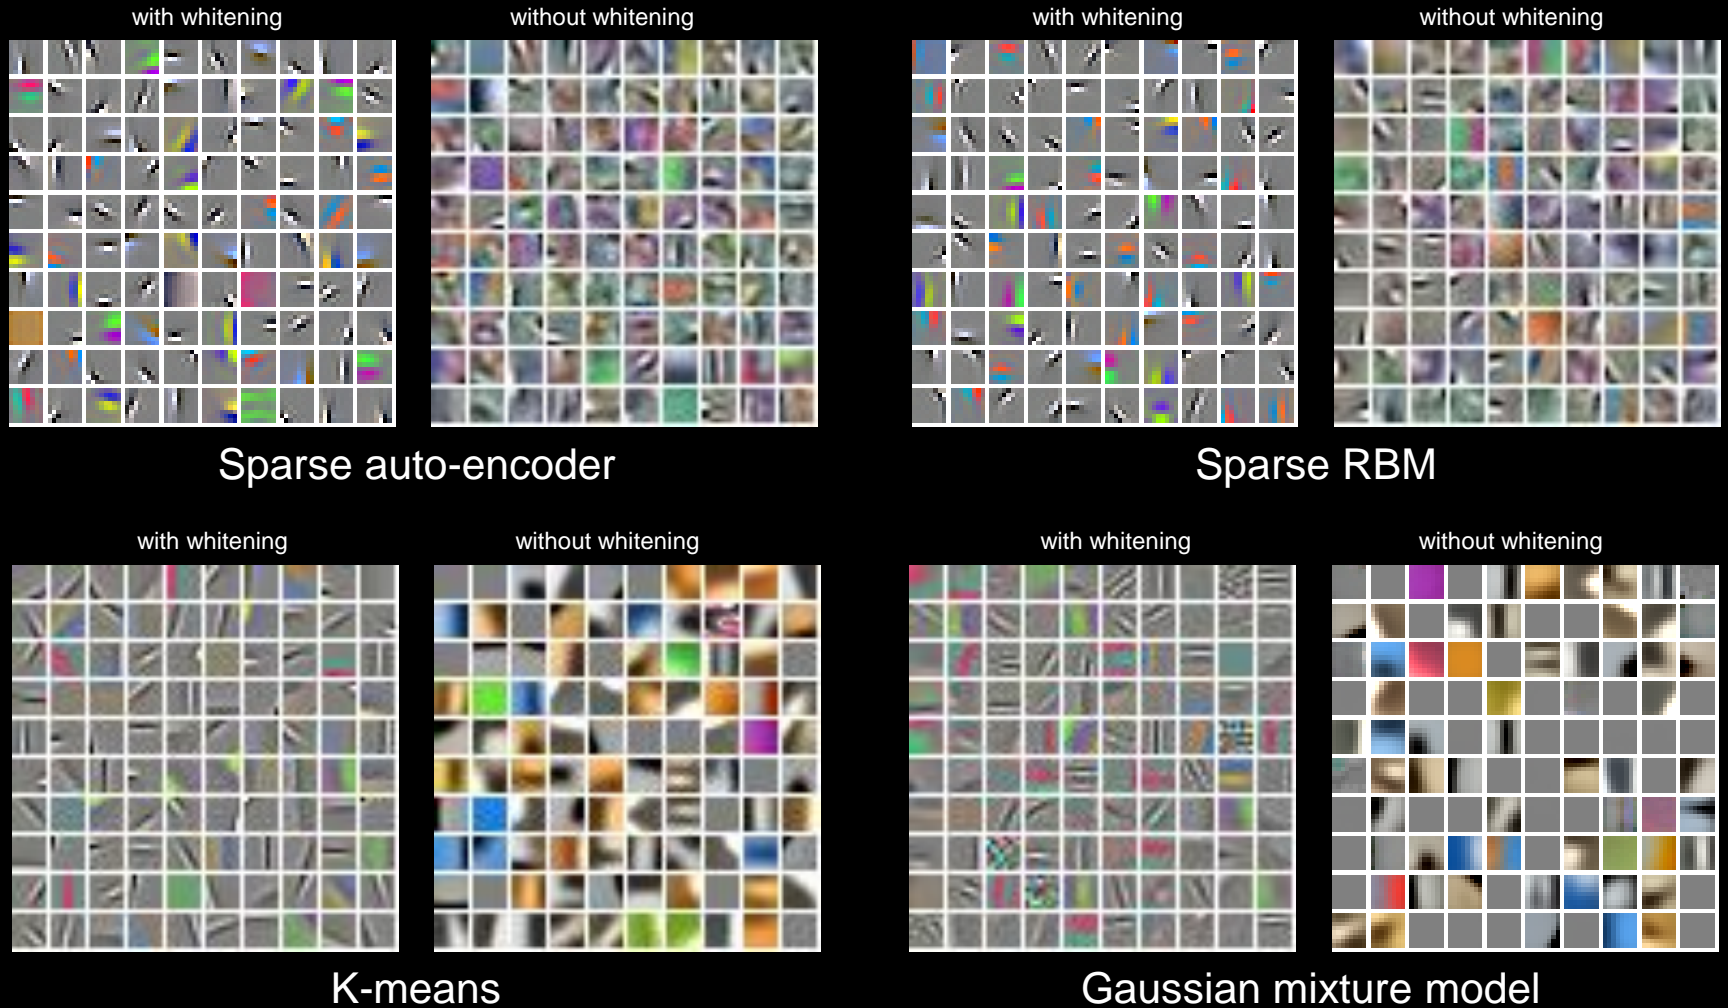 with whitening
without whitening
with whitening
without whitening
Sparse auto-encoder
Sparse RBM
with whitening
without whitening
with whitening
without whitening
K-means
Gaussian mixture model